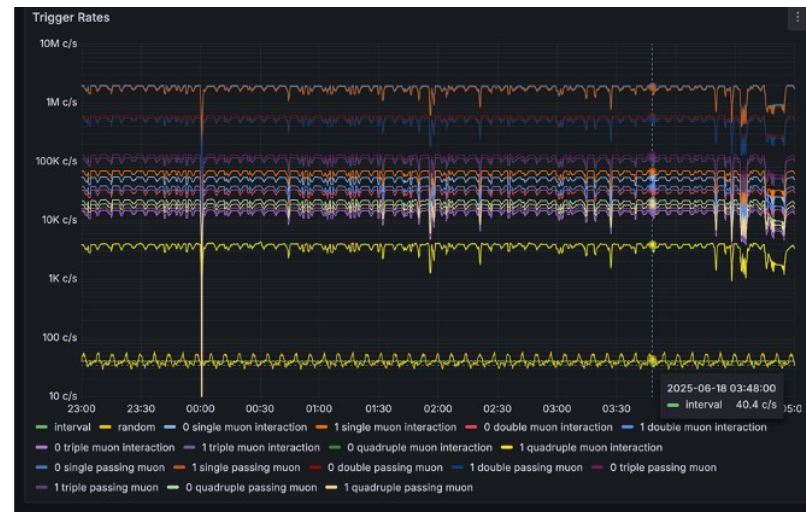 Trigger Rates
10M c/s
1M c/s
100K c/s
10K c/s
1K c/s
100 c/s
10 c/s
23:00 23:30 00:00 00:30 01:00 01:30 02:00 02:30 03:00 03:30 05:0
2025-06-18 03:48:00
interval 40.4 c/s
interval random 0 single muon interaction 1 single muon interaction 0 double muon interaction 1 double muon interaction
0 triple muon interaction 1 triple muon interaction 0 quadruple muon interaction 1 quadruple muon interaction
0 single passing muon 1 single passing muon 0 double passing muon 1 double passing muon 0 triple passing muon
1 triple passing muon 0 quadruple passing muon 1 quadruple passing muon